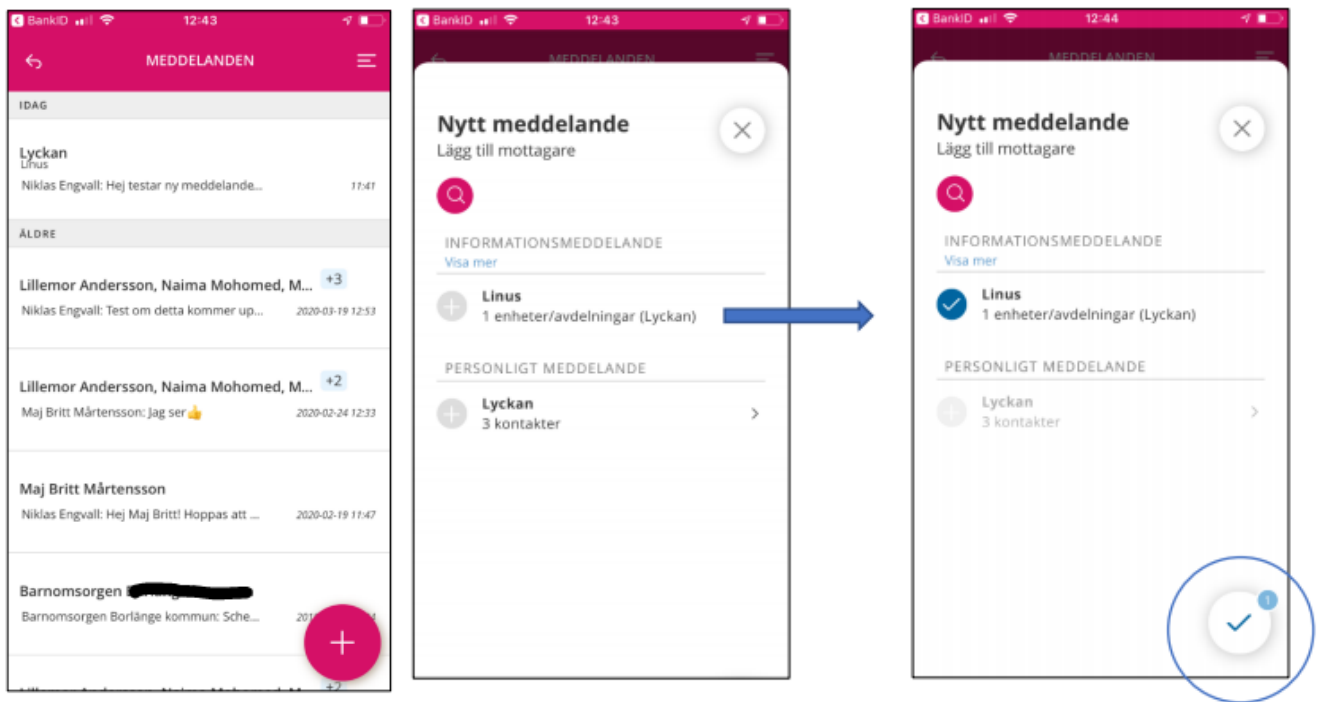 BankID 12:43
MEDDELANDEN
IDAG
Lyckan
Linus
Niklas Engvall: Hej testar ny meddelande... 11:41
ÄLDRE
Lillemor Andersson, Naima Mohomed, M... +3
Niklas Engvall: Test om detta kommer up... 2020-03-19 12:53
Lillemor Andersson, Naima Mohomed, M... +2
Maj Britt Mårtensson: Jag ser👍 2020-02-24 12:33
Maj Britt Mårtensson
Niklas Engvall: Hej Maj Britt! Hoppas att ... 2020-02-19 11:47
Barnomsorgen
Barnomsorgen Borlänge kommun: Sche...
+2
BankID 12:43
MEDDELANDEN
Nytt meddelande
Lägg till mottagare
INFORMATIONSMEDDELANDE
Visa mer
Linus
1 enheter/avdelningar (Lyckan)
PERSONLIGT MEDDELANDE
Lyckan
3 kontakter
BankID 12:44
MEDDELANDEN
Nytt meddelande
Lägg till mottagare
INFORMATIONSMEDDELANDE
Visa mer
Linus
1 enheter/avdelningar (Lyckan)
PERSONLIGT MEDDELANDE
Lyckan
3 kontakter
1